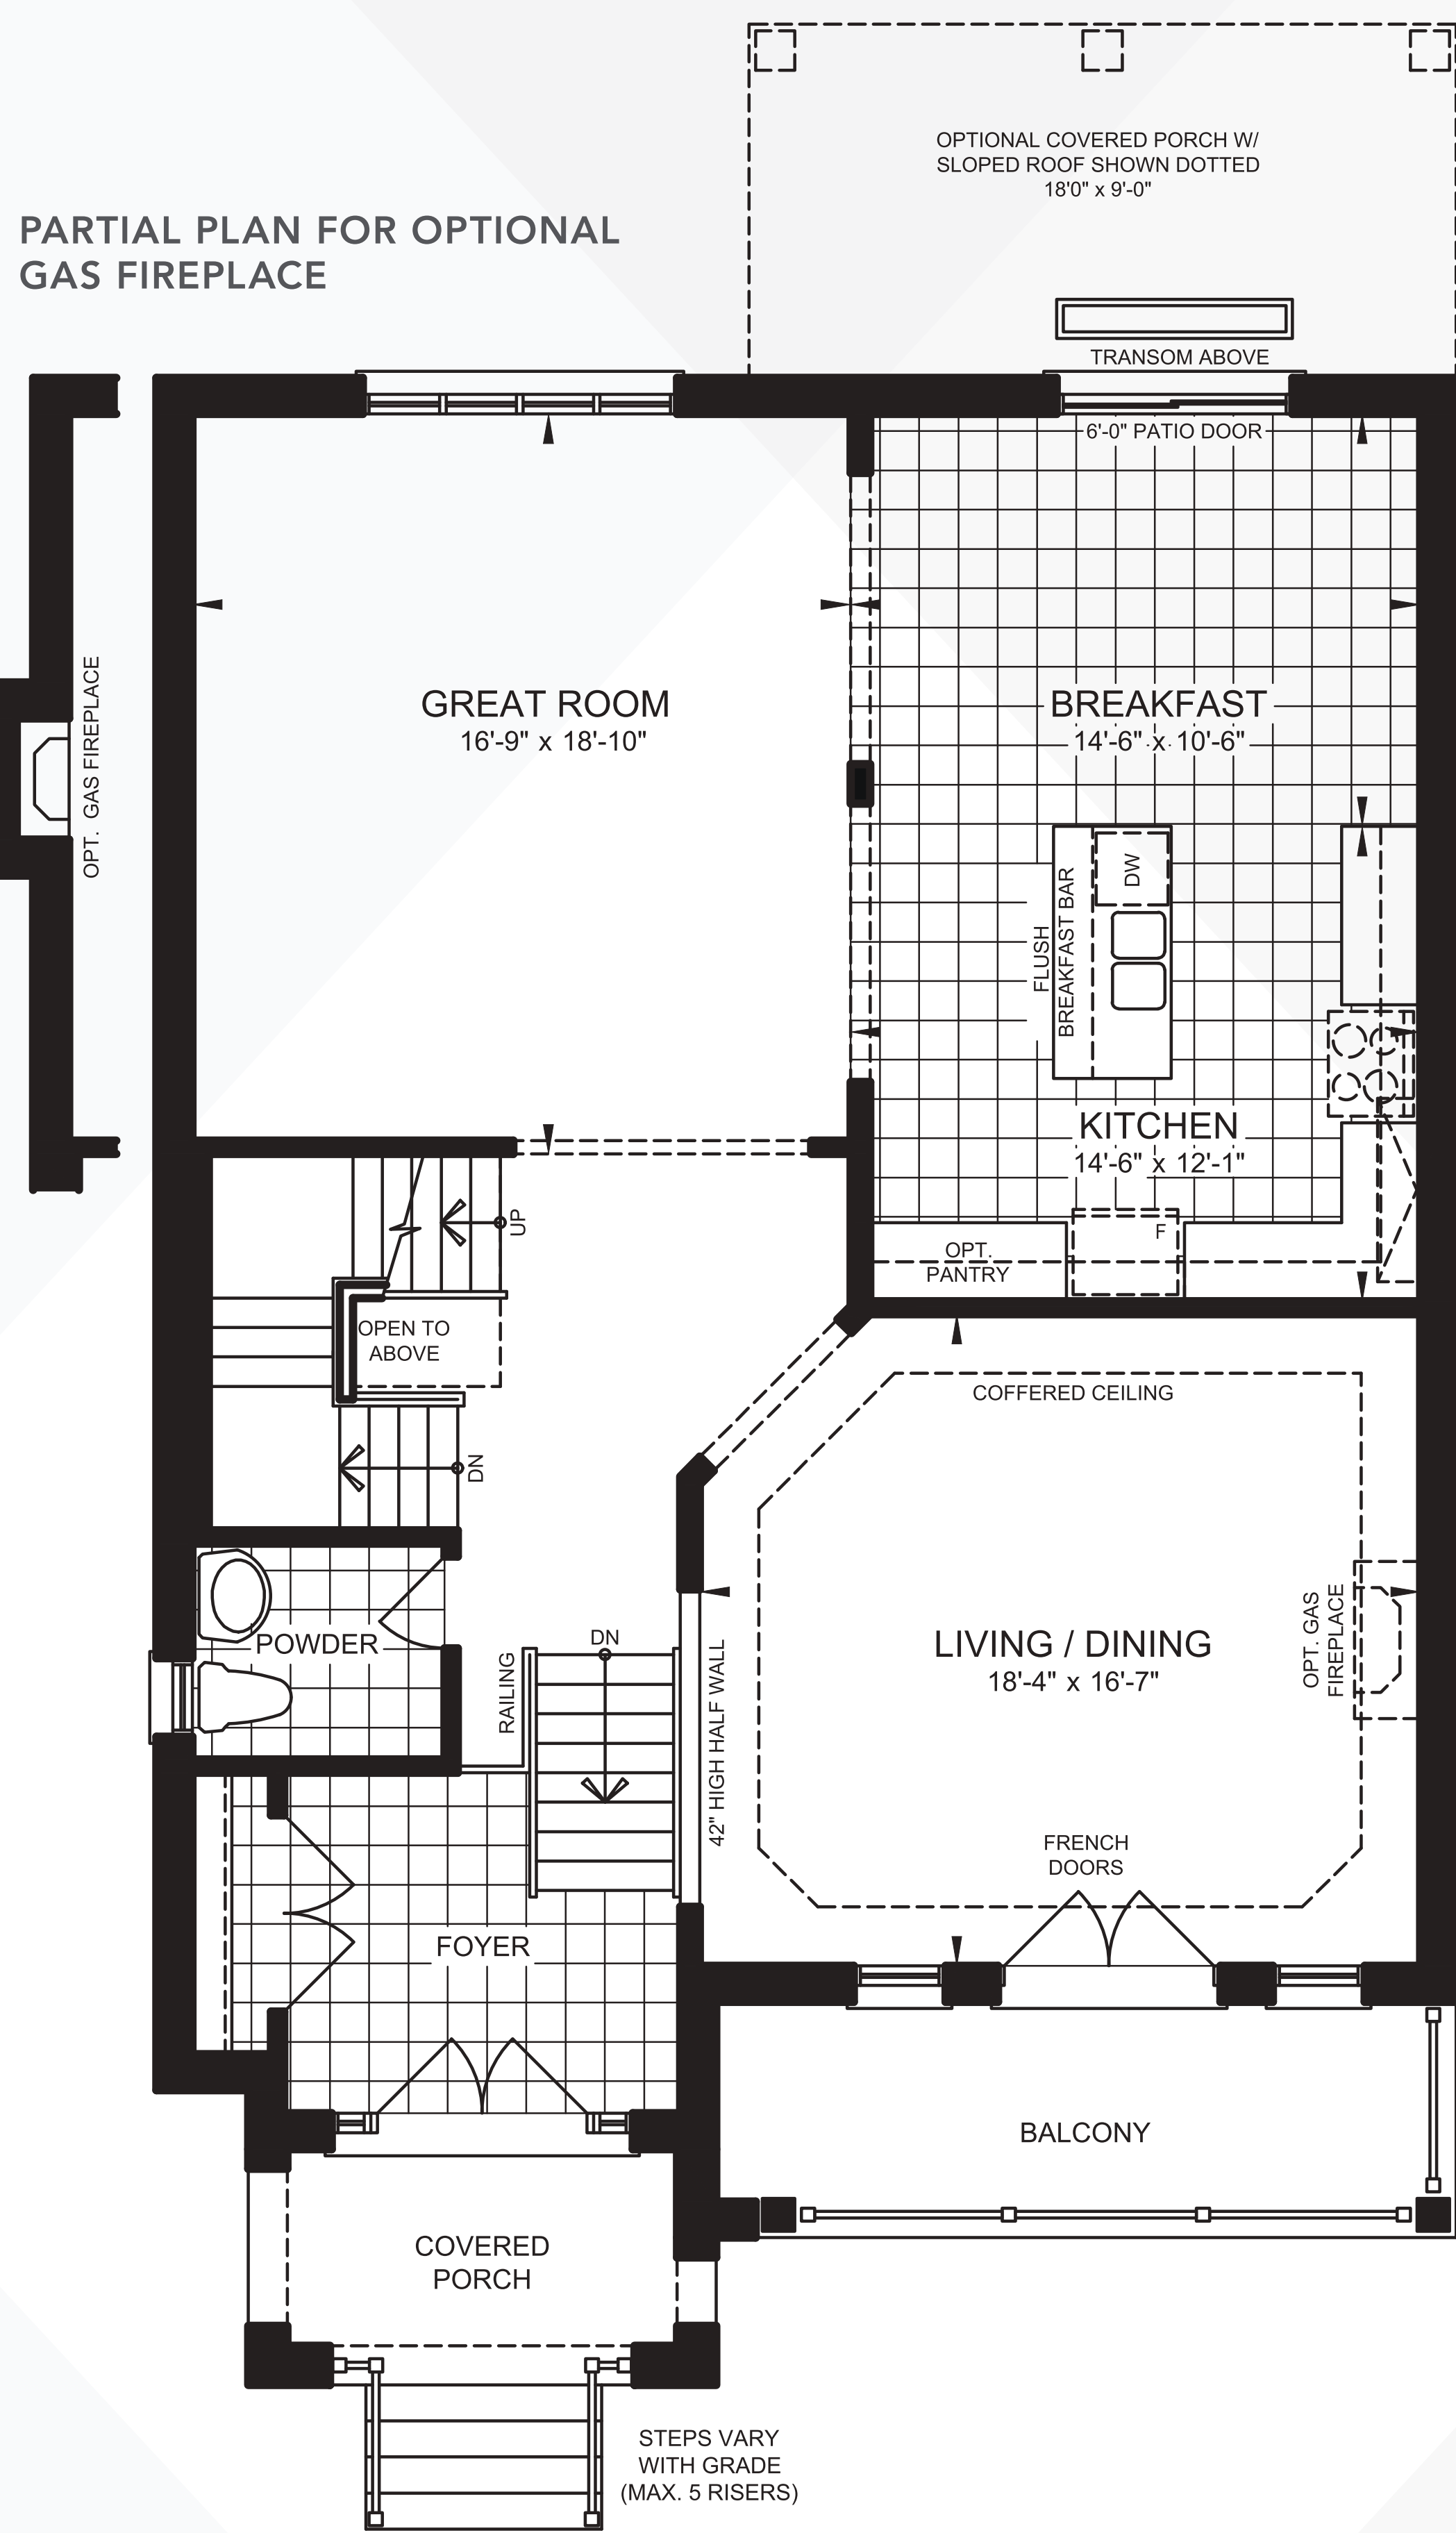 OPTIONAL COVERED PORCH W/
SLOPED ROOF SHOWN DOTTED
18'0" x 9'-0"
PARTIAL PLAN FOR OPTIONAL
GAS FIREPLACE
TRANSOM ABOVE
6'-0" PATIO DOOR
OPT. GAS FIREPLACE
GREAT ROOM
16'-9" x 18'-10"
BREAKFAST
14'-6" x 10'-6"
DW
FLUSH
BREAKFAST BAR
KITCHEN
14'-6" x 12'-1"
UP
F
OPT.
PANTRY
OPEN TO
ABOVE
COFFERED CEILING
DN
POWDER
RAILING
DN
42" HIGH HALF WALL
LIVING / DINING
18'-4" x 16'-7"
OPT. GAS
FIREPLACE
FRENCH
DOORS
FOYER
BALCONY
COVERED
PORCH
STEPS VARY
WITH GRADE
(MAX. 5 RISERS)